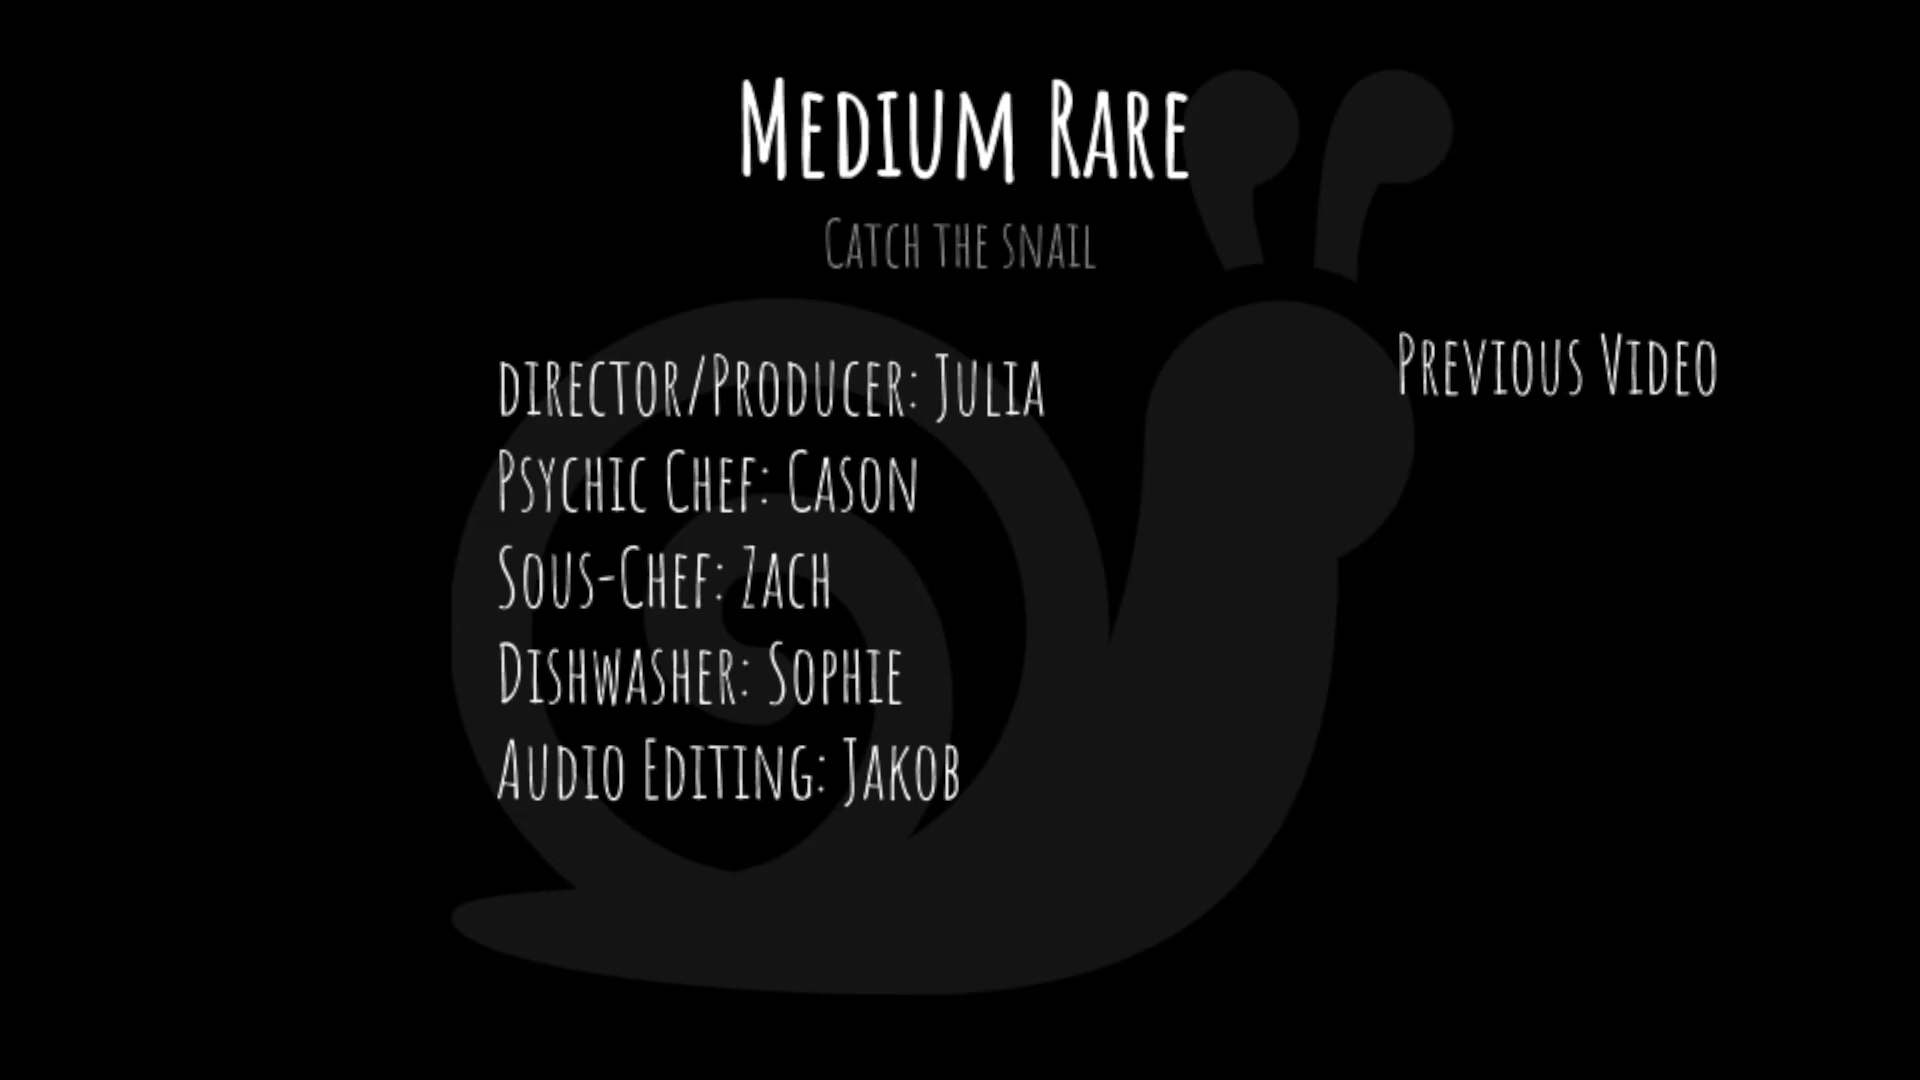 Medium Rare
Catch the snail
director/Producer: Julia
Previous Video
Psychic Chef: Cason
Sous-Chef: Zach
Dishwasher: Sophie
Audio Editing: Jakob